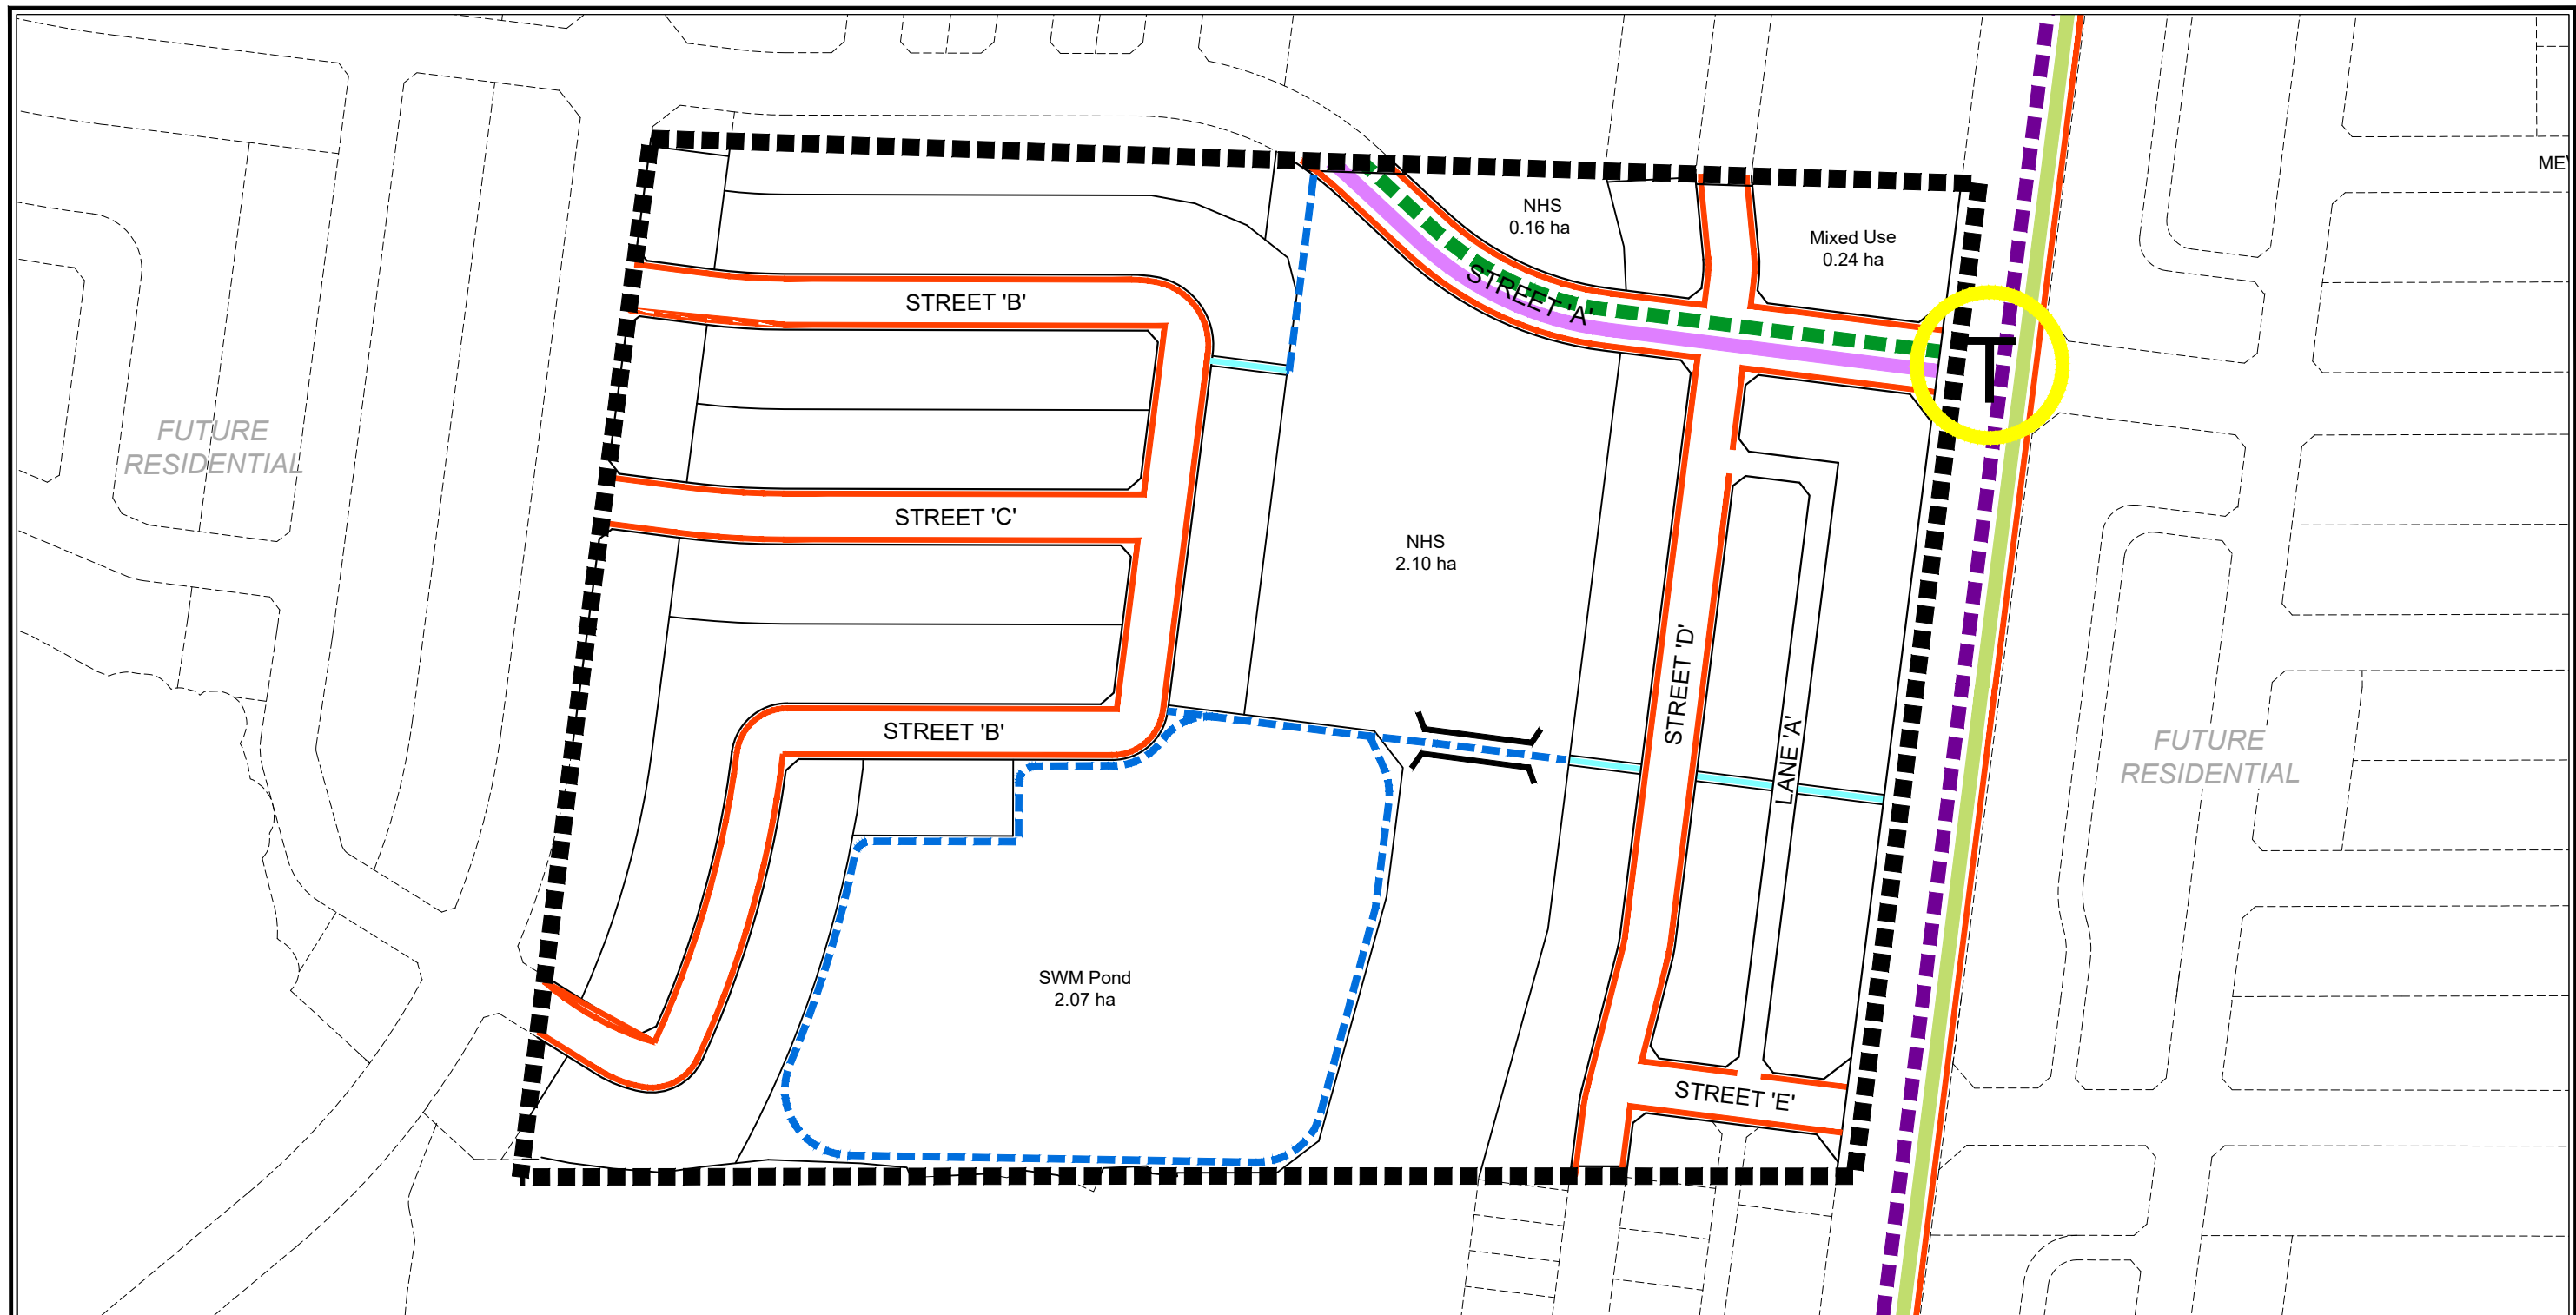 MEV
NHS
0.16 ha
Mixed Use
0.24 ha
STREET 'A'
STREET 'B'
T
FUTURE
RESIDENTIAL
STREET 'C'
NHS
2.10 ha
STREET 'D'
STREET 'B'
LANE 'A'
FUTURE
RESIDENTIAL
SWM Pond
2.07 ha
STREET 'E'